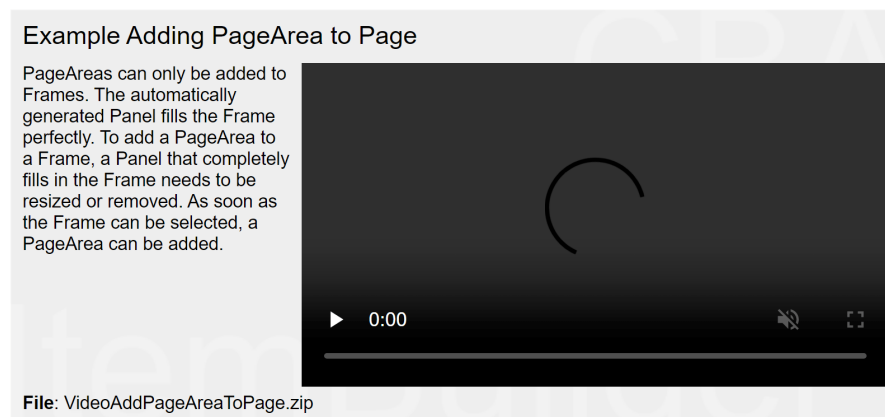 Example Adding PageArea to Page
PageAreas can only be added to
Frames. The automatically
generated Panel fills the Frame
perfectly. To add a PageArea to
a Frame, a Panel that completely
fills in the Frame needs to be
resized or removed. As soon as
the Frame can be selected, a
PageArea can be added.
0:00
File: VideoAddPageAreaToPage.zip